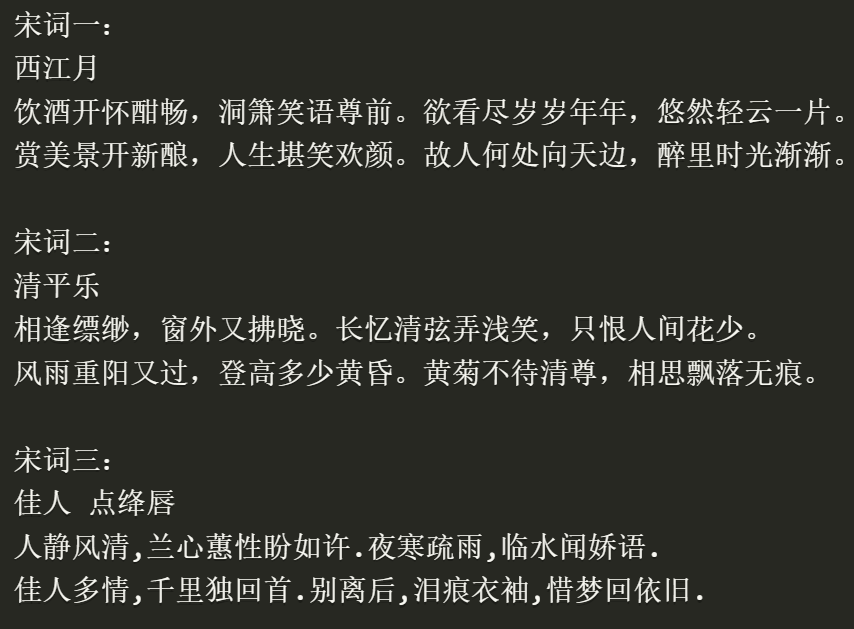 宋词一：
西江月
饮酒开怀酣畅，洞箫笑语尊前。欲看尽岁岁年年，悠然轻云一片。
赏美景开新酿，人生堪笑欢颜。故人何处向天边，醉里时光渐渐。
宋词二：
清平乐
相逢缥缈，窗外又拂晓。长忆清弦弄浅笑，只恨人间花少。
风雨重阳又过，登高多少黄昏。黄菊不待清尊，相思飘落无痕。
宋词三：
佳人 点绛唇
人静风清,兰心蕙性盼如许.夜寒疏雨,临水闻娇语.
佳人多情,千里独回首.别离后,泪痕衣袖,惜梦回依旧.